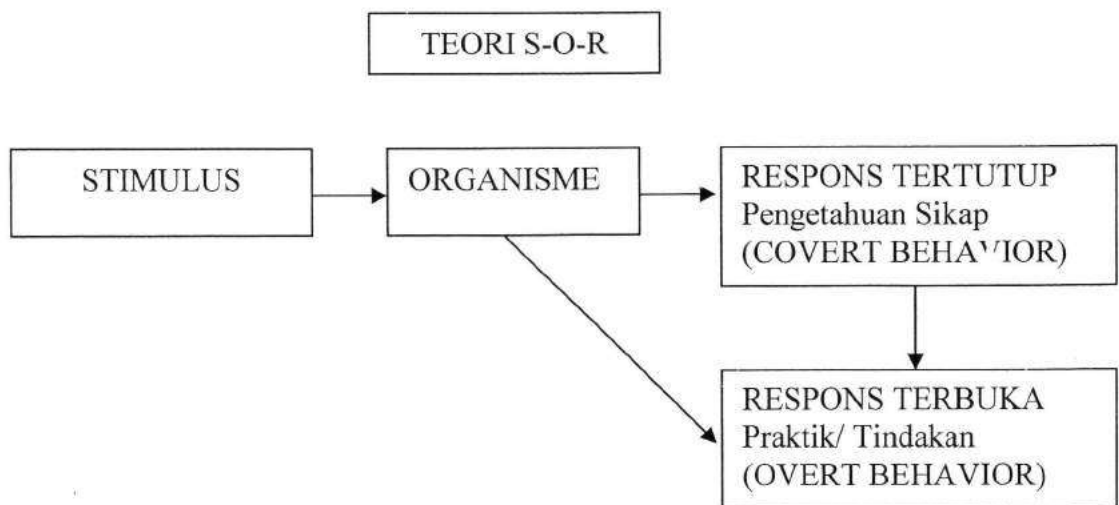 TEORI S-O-R
STIMULUS
ORGANISME
RESPONS TERTUTUP
Pengetahuan Sikap
(COVERT BEHAVIOR)
RESPONS TERBUKA
Praktik/ Tindakan
(OVERT BEHAVIOR)